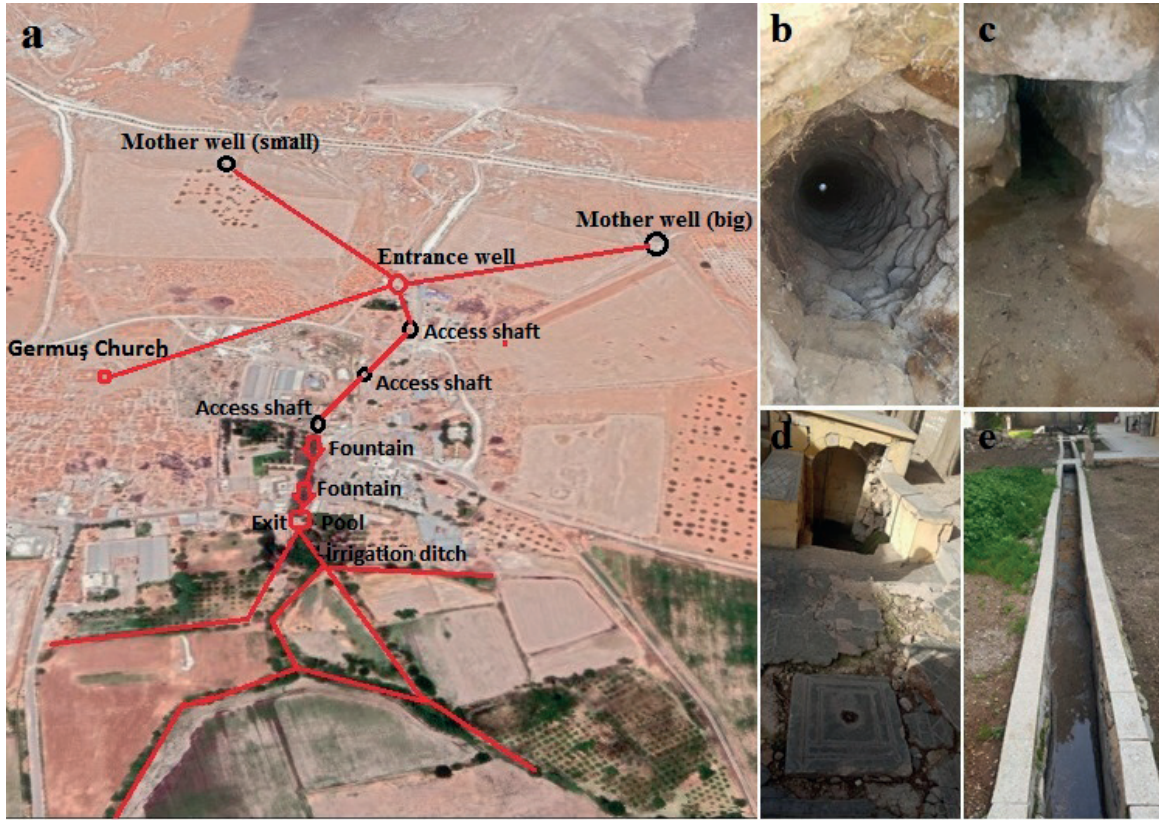 a
b
c
Mother well (small)
Mother well (big)
Entrance well
Access shaft
Germuş Church
Access shaft
Access shaft
d
e
Fountain
Fountain
Exit
Pool
İrrigation ditch